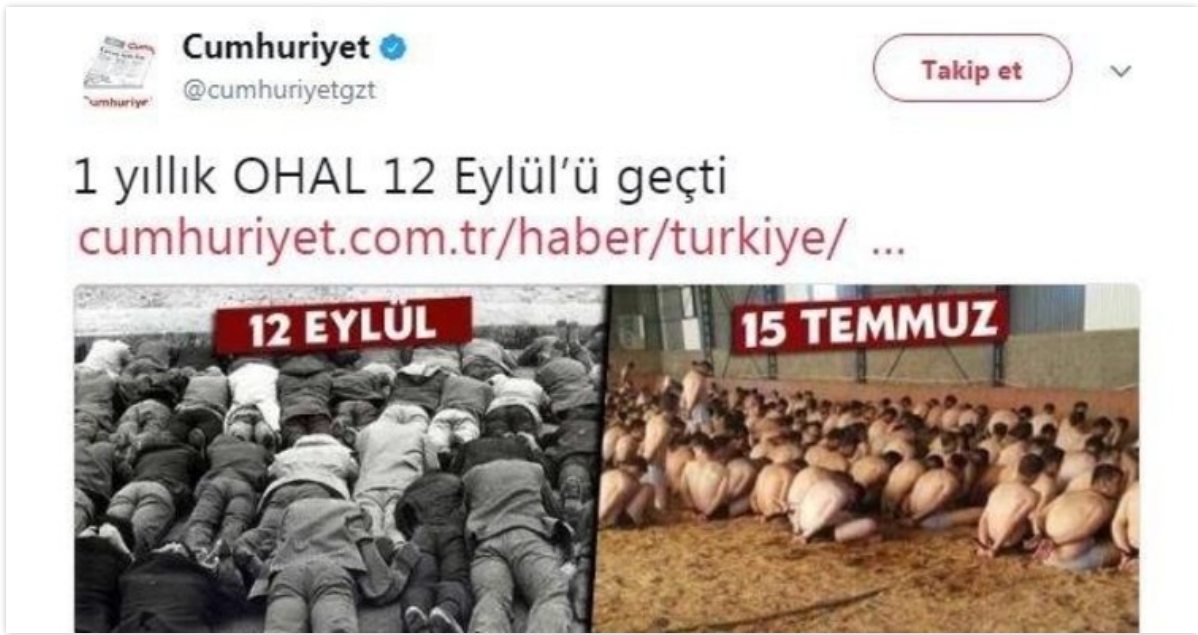 Cumhuriyet
@cumhuriyetgzt
Takip et
1 yıllık OHAL 12 Eylül’ü geçti
cumhuriyet.com.tr/haber/turkiye/ ...
12 EYLÜL
15 TEMMUZ